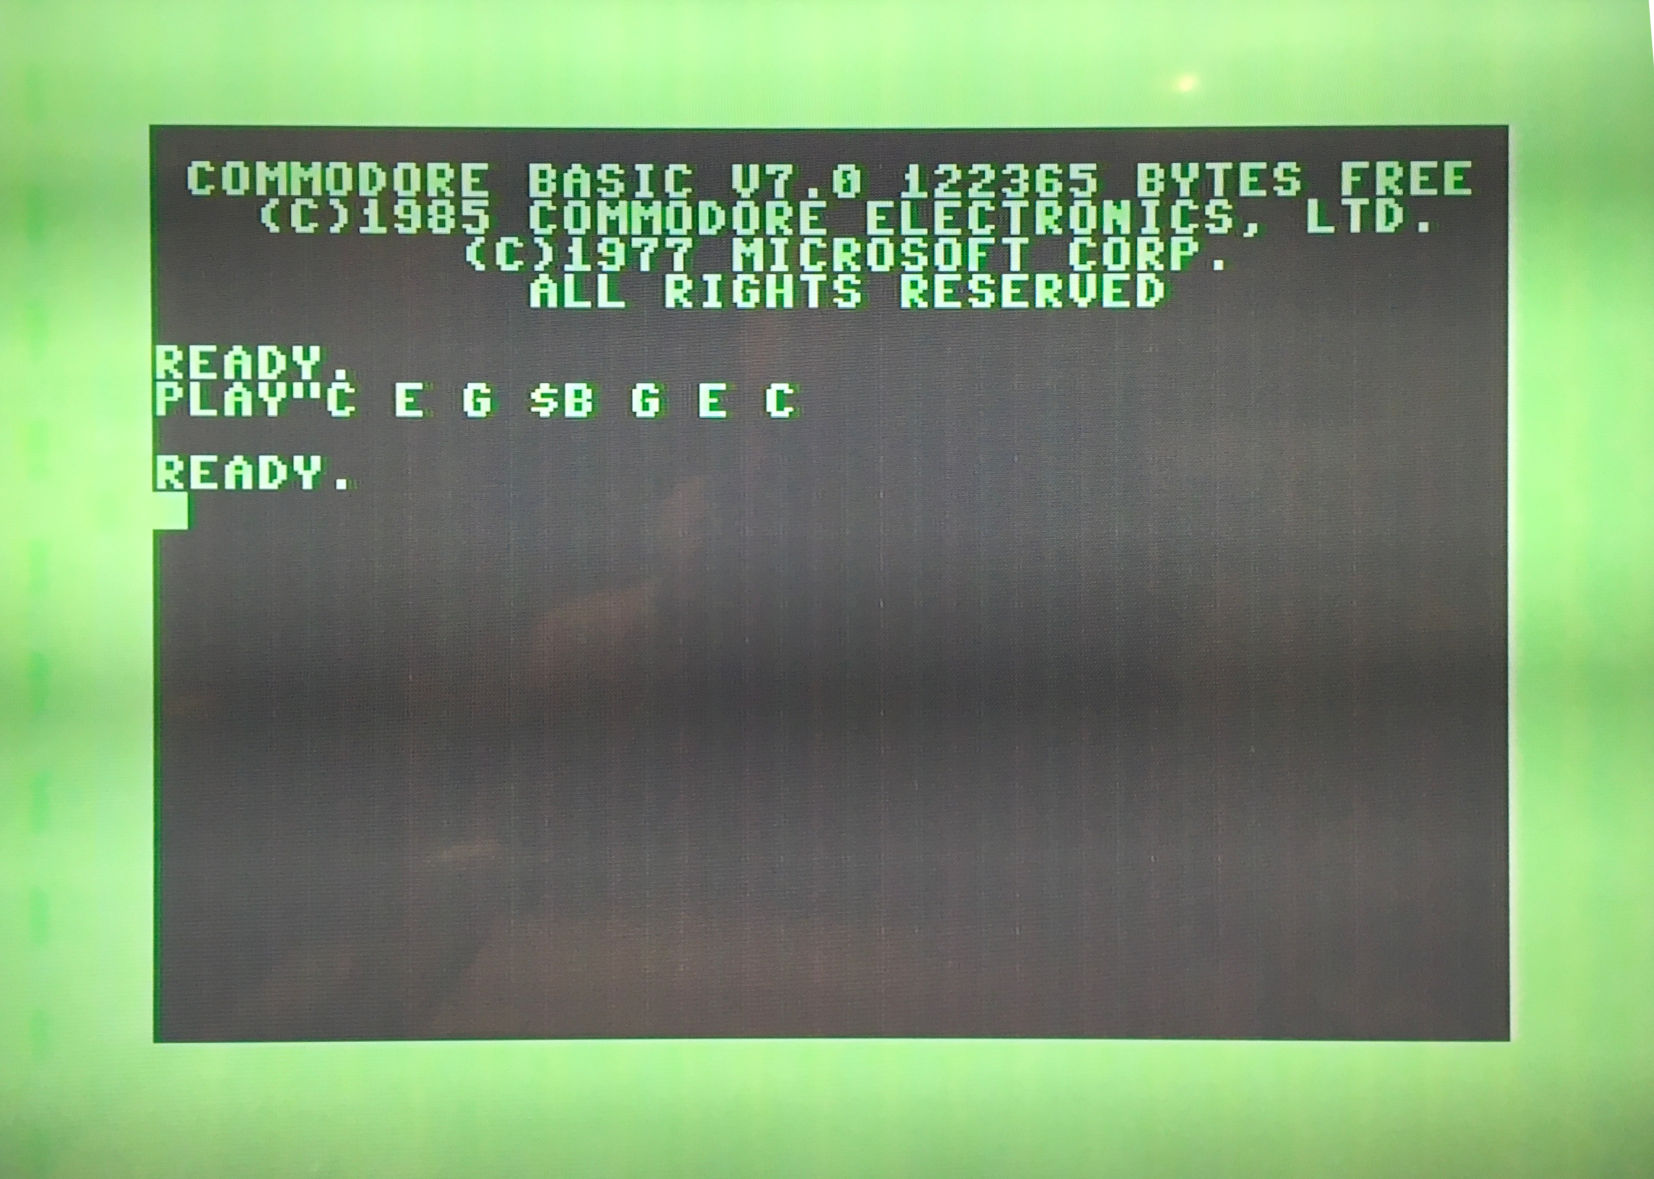 COMMODORE BASIC V7.0 122365 BYTES FREE
(C)1985 COMMODORE ELECTRONICS, LTD.
(C)1977 MICROSOFT CORP.
ALL RIGHTS RESERVED
READY.
PLAY"C E G $B G E C
READY.